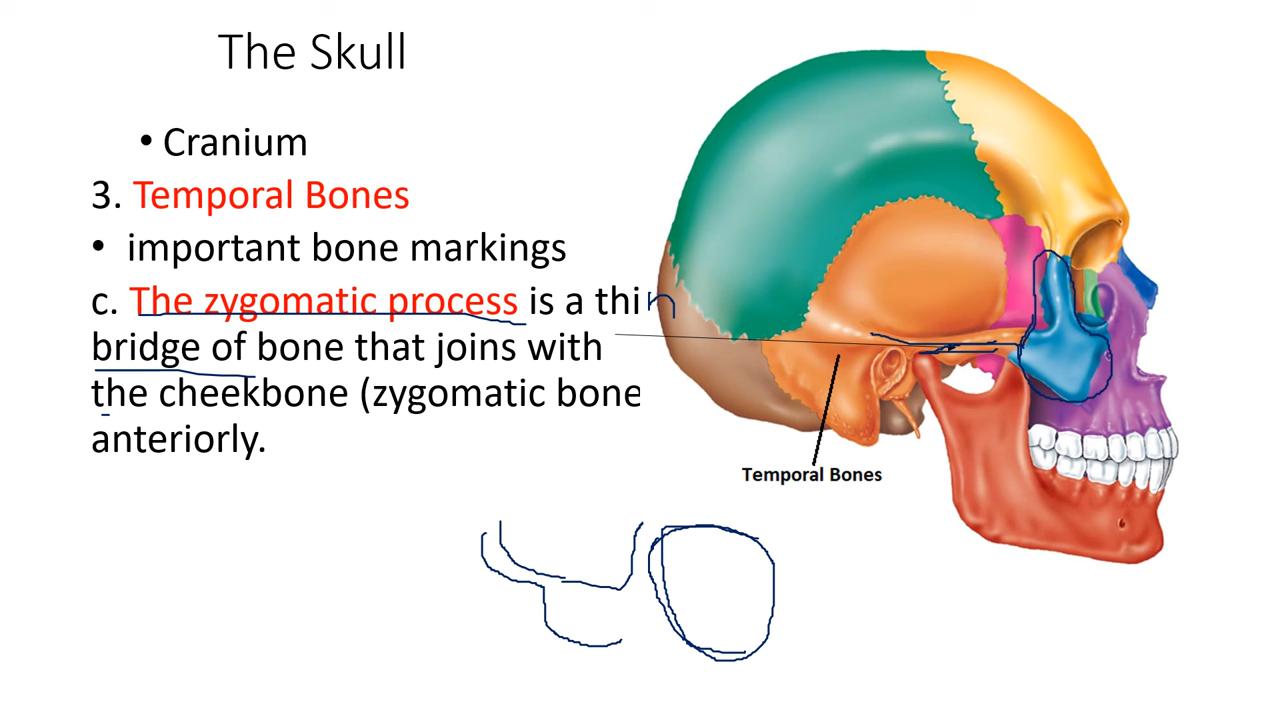 The Skull
• Cranium
3. Temporal Bones
• important bone markings
c. The zygomatic process is a thin
bridge of bone that joins with
the cheekbone (zygomatic bone
anteriorly.
Temporal Bones